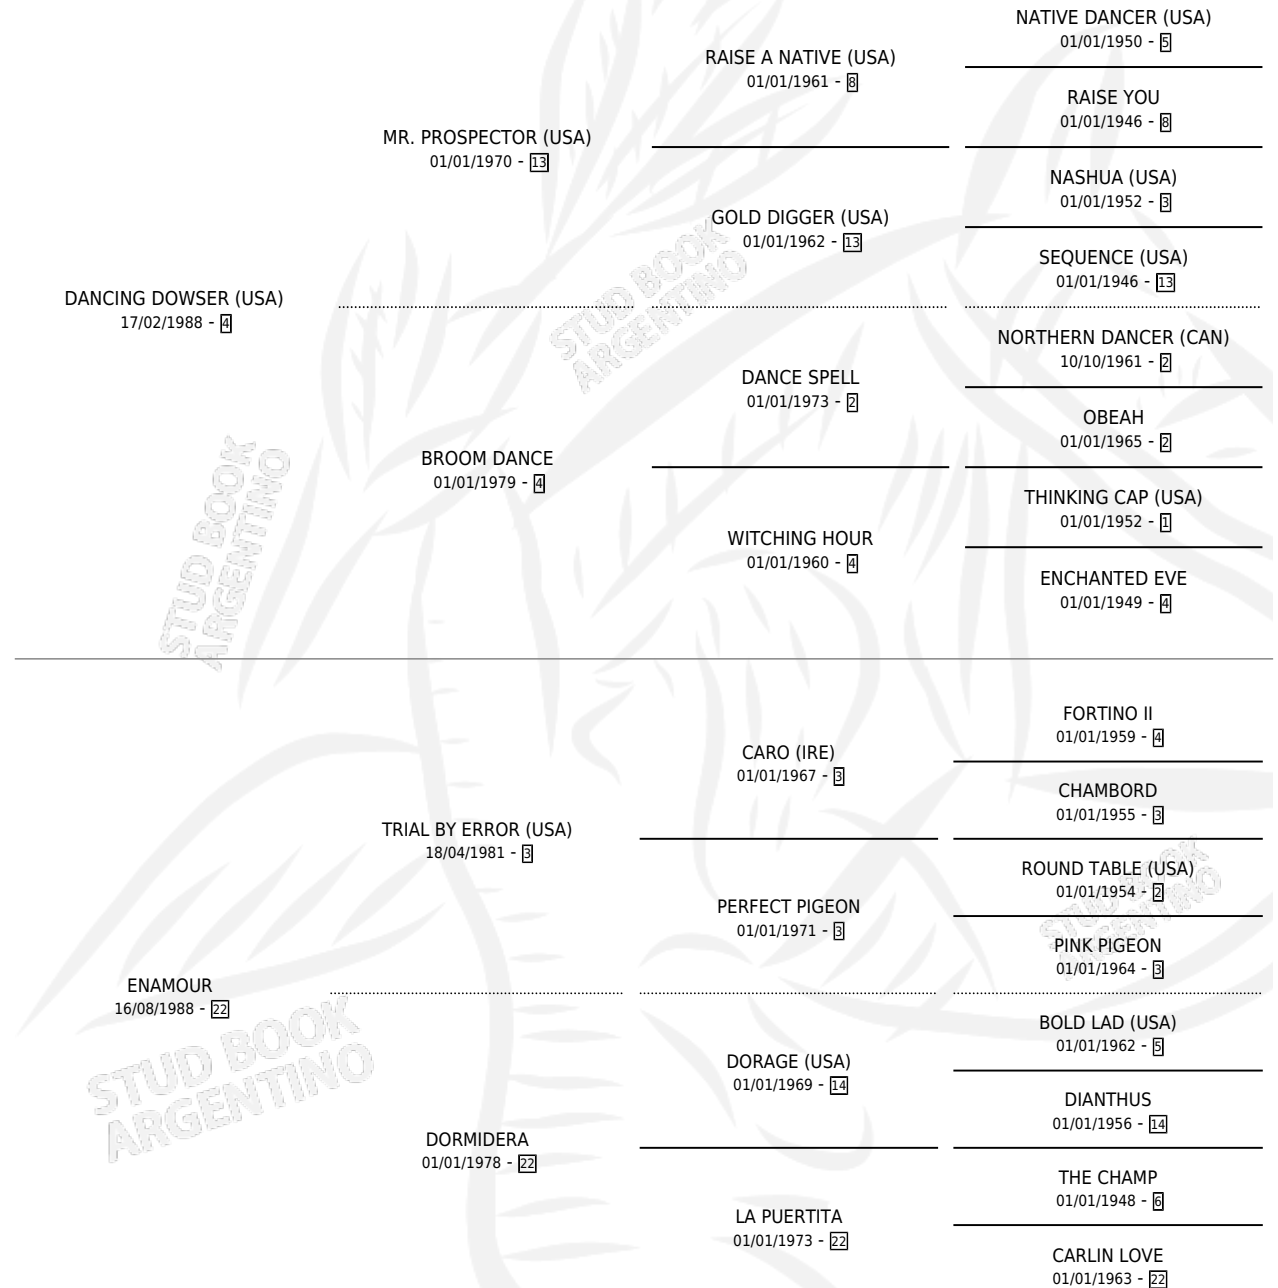 NATIVE DANCER (USA)
01/01/1950 - 5
RAISE A NATIVE (USA)
01/01/1961 - 8
RAISE YOU
01/01/1946 - 8
MR. PROSPECTOR (USA)
01/01/1970 - 13
NASHUA (USA)
01/01/1952 - 3
GOLD DIGGER (USA)
01/01/1962 - 13
SEQUENCE (USA)
01/01/1946 - 13
DANCING DOWSER (USA)
17/02/1988 - 4
NORTHERN DANCER (CAN)
10/10/1961 - 2
DANCE SPELL
01/01/1973 - 2
OBEAH
01/01/1965 - 2
BROOM DANCE
01/01/1979 - 4
THINKING CAP (USA)
01/01/1952 - 1
WITCHING HOUR
01/01/1960 - 4
ENCHANTED EVE
01/01/1949 - 4
FORTINO II
01/01/1959 - 4
CARO (IRE)
01/01/1967 - 3
CHAMBORD
01/01/1955 - 3
TRIAL BY ERROR (USA)
18/04/1981 - 3
ROUND TABLE (USA)
01/01/1954 - 2
PERFECT PIGEON
01/01/1971 - 3
PINK PIGEON
01/01/1964 - 3
ENAMOUR
16/08/1988 - 22
BOLD LAD (USA)
01/01/1962 - 5
DORAGE (USA)
01/01/1969 - 14
DIANTHUS
01/01/1956 - 14
DORMIDERA
01/01/1978 - 22
THE CHAMP
01/01/1948 - 6
LA PUERTITA
01/01/1973 - 22
CARLIN LOVE
01/01/1963 - 22
STUD BOOK
ARGENTINO
STUD BOOK
ARGENTINO
STUD BOOK
ARGENTINO
STUD BOOK
ARGENTINO